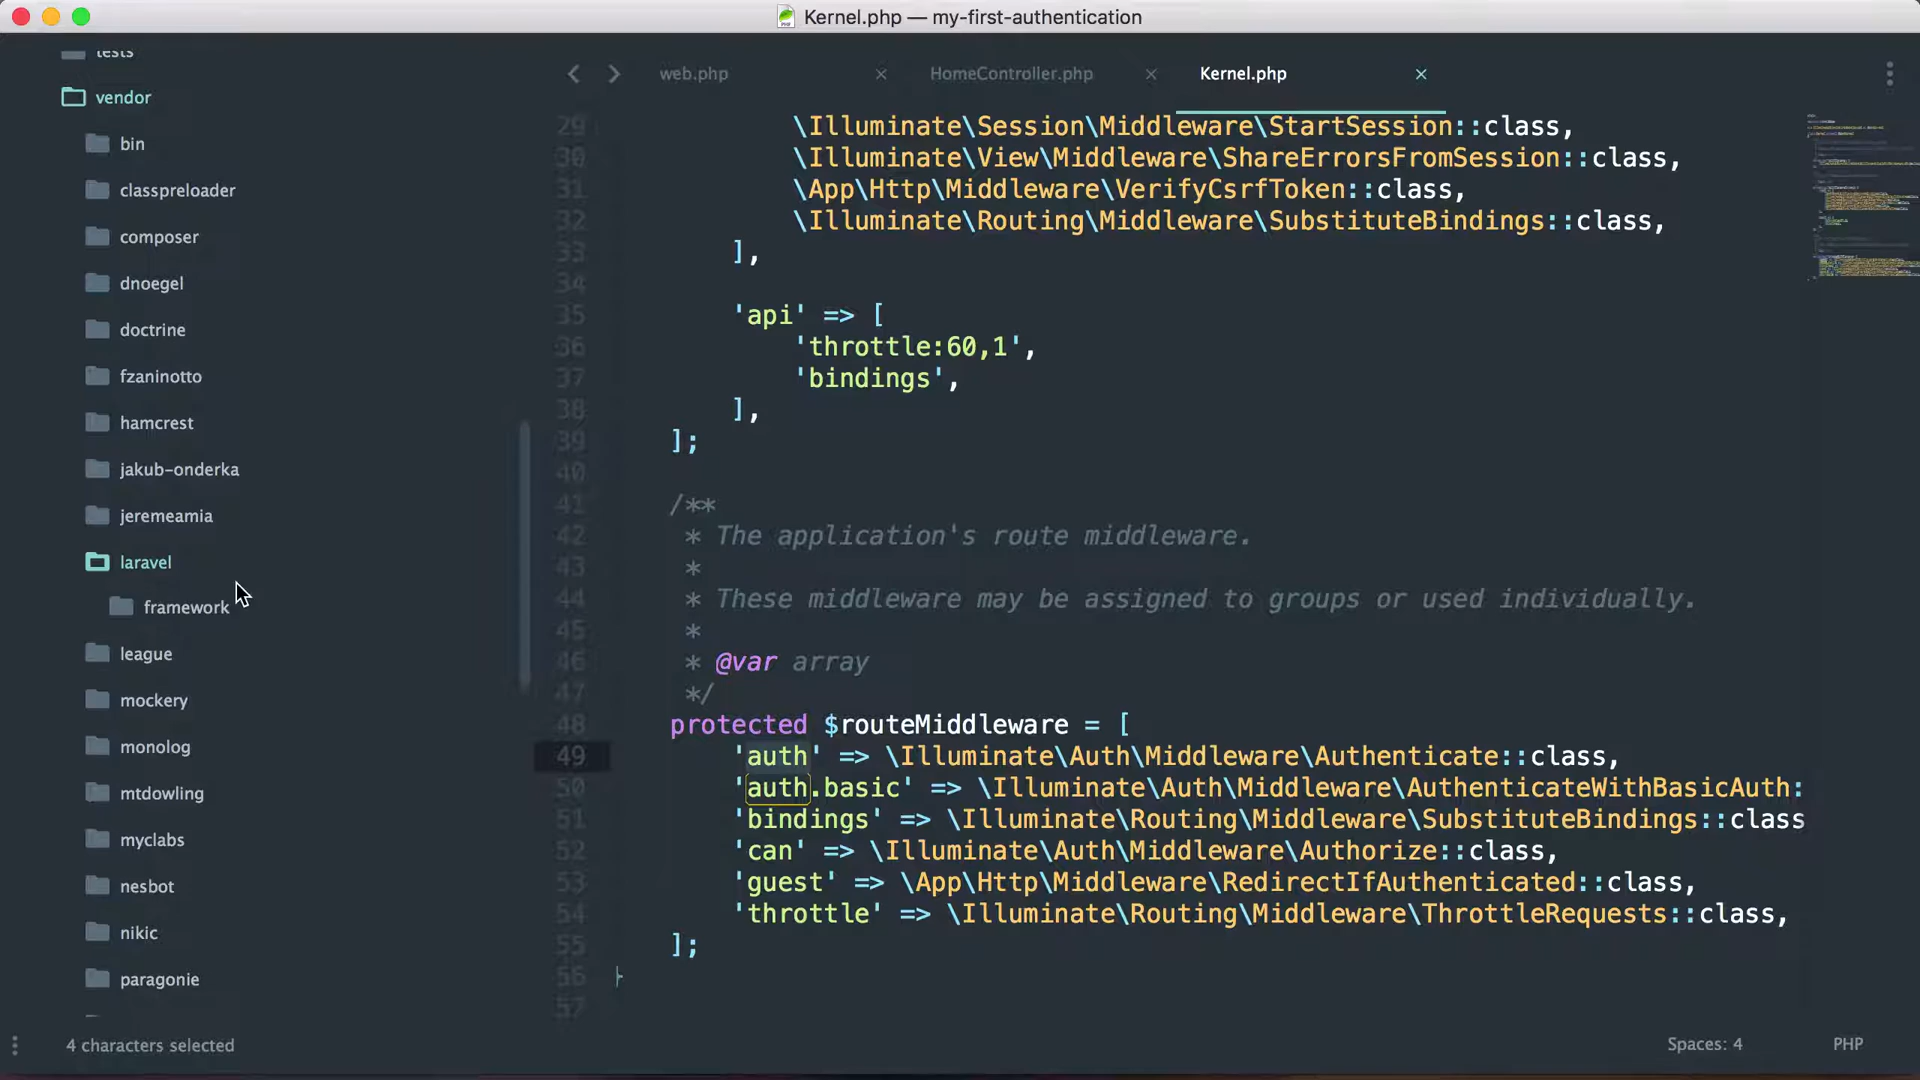 Kernel.php — my-first-authentication
tests
vendor
bin
classpreloader
composer
dnoegel
doctrine
fzaninotto
hamcrest
jakub-onderka
jeremeamia
laravel
framework
league
mockery
monolog
mtdowling
myclabs
nesbot
nikic
paragonie
web.php
HomeController.php
Kernel.php
29 \Illuminate\Session\Middleware\StartSession::class,
30 \Illuminate\View\Middleware\ShareErrorsFromSession::class,
31 \App\Http\Middleware\VerifyCsrfToken::class,
32 \Illuminate\Routing\Middleware\SubstituteBindings::class,
33 ],
34
35 'api' => [
36 'throttle:60,1',
37 'bindings',
38 ],
39 ];
40
41 /**
42 * The application's route middleware.
43 *
44 * These middleware may be assigned to groups or used individually.
45 *
46 * @var array
47 */
48 protected $routeMiddleware = [
49 'auth' => \Illuminate\Auth\Middleware\Authenticate::class,
50 'auth.basic' => \Illuminate\Auth\Middleware\AuthenticateWithBasicAuth:
51 'bindings' => \Illuminate\Routing\Middleware\SubstituteBindings::class
52 'can' => \Illuminate\Auth\Middleware\Authorize::class,
53 'guest' => \App\Http\Middleware\RedirectIfAuthenticated::class,
54 'throttle' => \Illuminate\Routing\Middleware\ThrottleRequests::class,
55 ];
56 }
57
4 characters selected
Spaces: 4
PHP